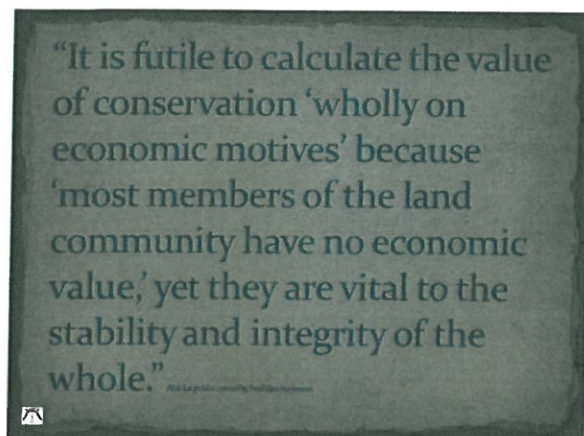 “It is futile to calculate the value
of conservation ‘wholly on
economic motives’ because
‘most members of the land
community have no economic
value,’ yet they are vital to the
stability and integrity of the
whole.”